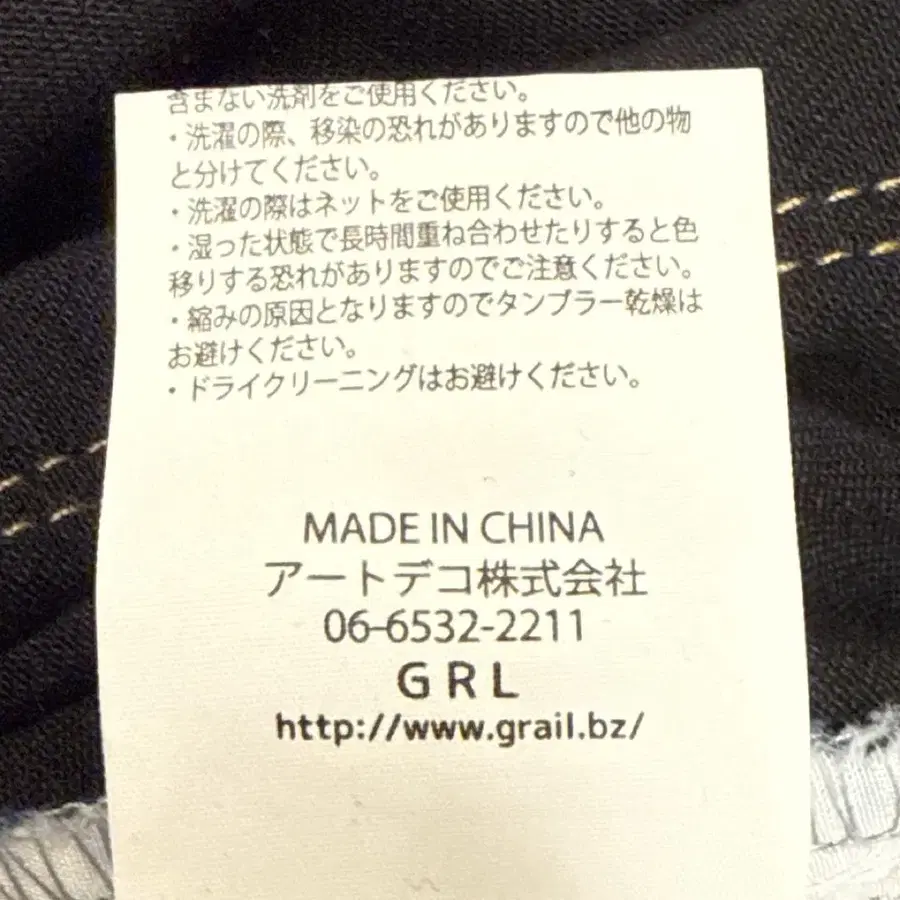 含まない洗剤をご使用ください。
・洗濯の際、移染の恐れがありますので他の物
と分けてください。
・洗濯の際はネットをご使用ください。
・湿った状態で長時間重ね合わせたりすると色
移りする恐れがありますのでご注意ください。
・縮みの原因となりますのでタンブラー乾燥は
お避けください。
・ドライクリーニングはお避けください。
MADE IN CHINA
アートデコ株式会社
06-6532-2211
GRL
http://www.grail.bz/